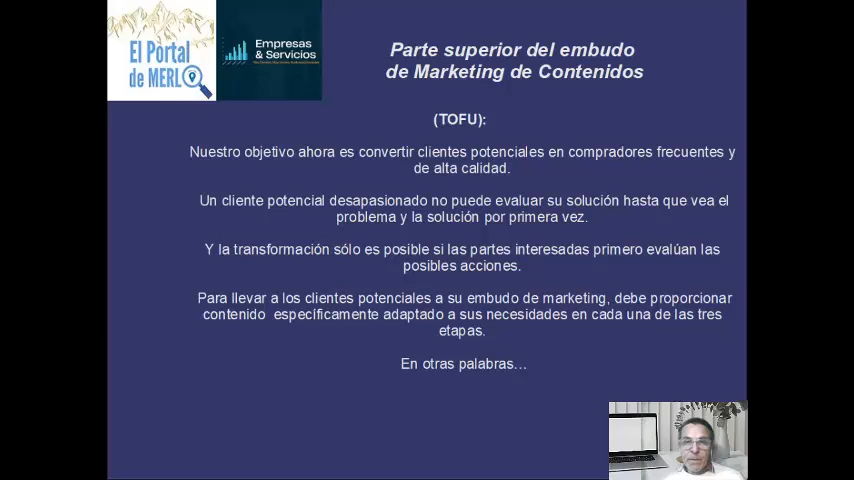 El Portal
de MERLO
Empresas
& Servicios
Parte superior del embudo
de Marketing de Contenidos
(TOFU):
Nuestro objetivo ahora es convertir clientes potenciales en compradores frecuentes y
de alta calidad.
Un cliente potencial desapasionado no puede evaluar su solución hasta que vea el
problema y la solución por primera vez.
Y la transformación sólo es posible si las partes interesadas primero evalúan las
posibles acciones.
Para llevar a los clientes potenciales a su embudo de marketing, debe proporcionar
contenido  específicamente adaptado a sus necesidades en cada una de las tres
etapas.
En otras palabras...